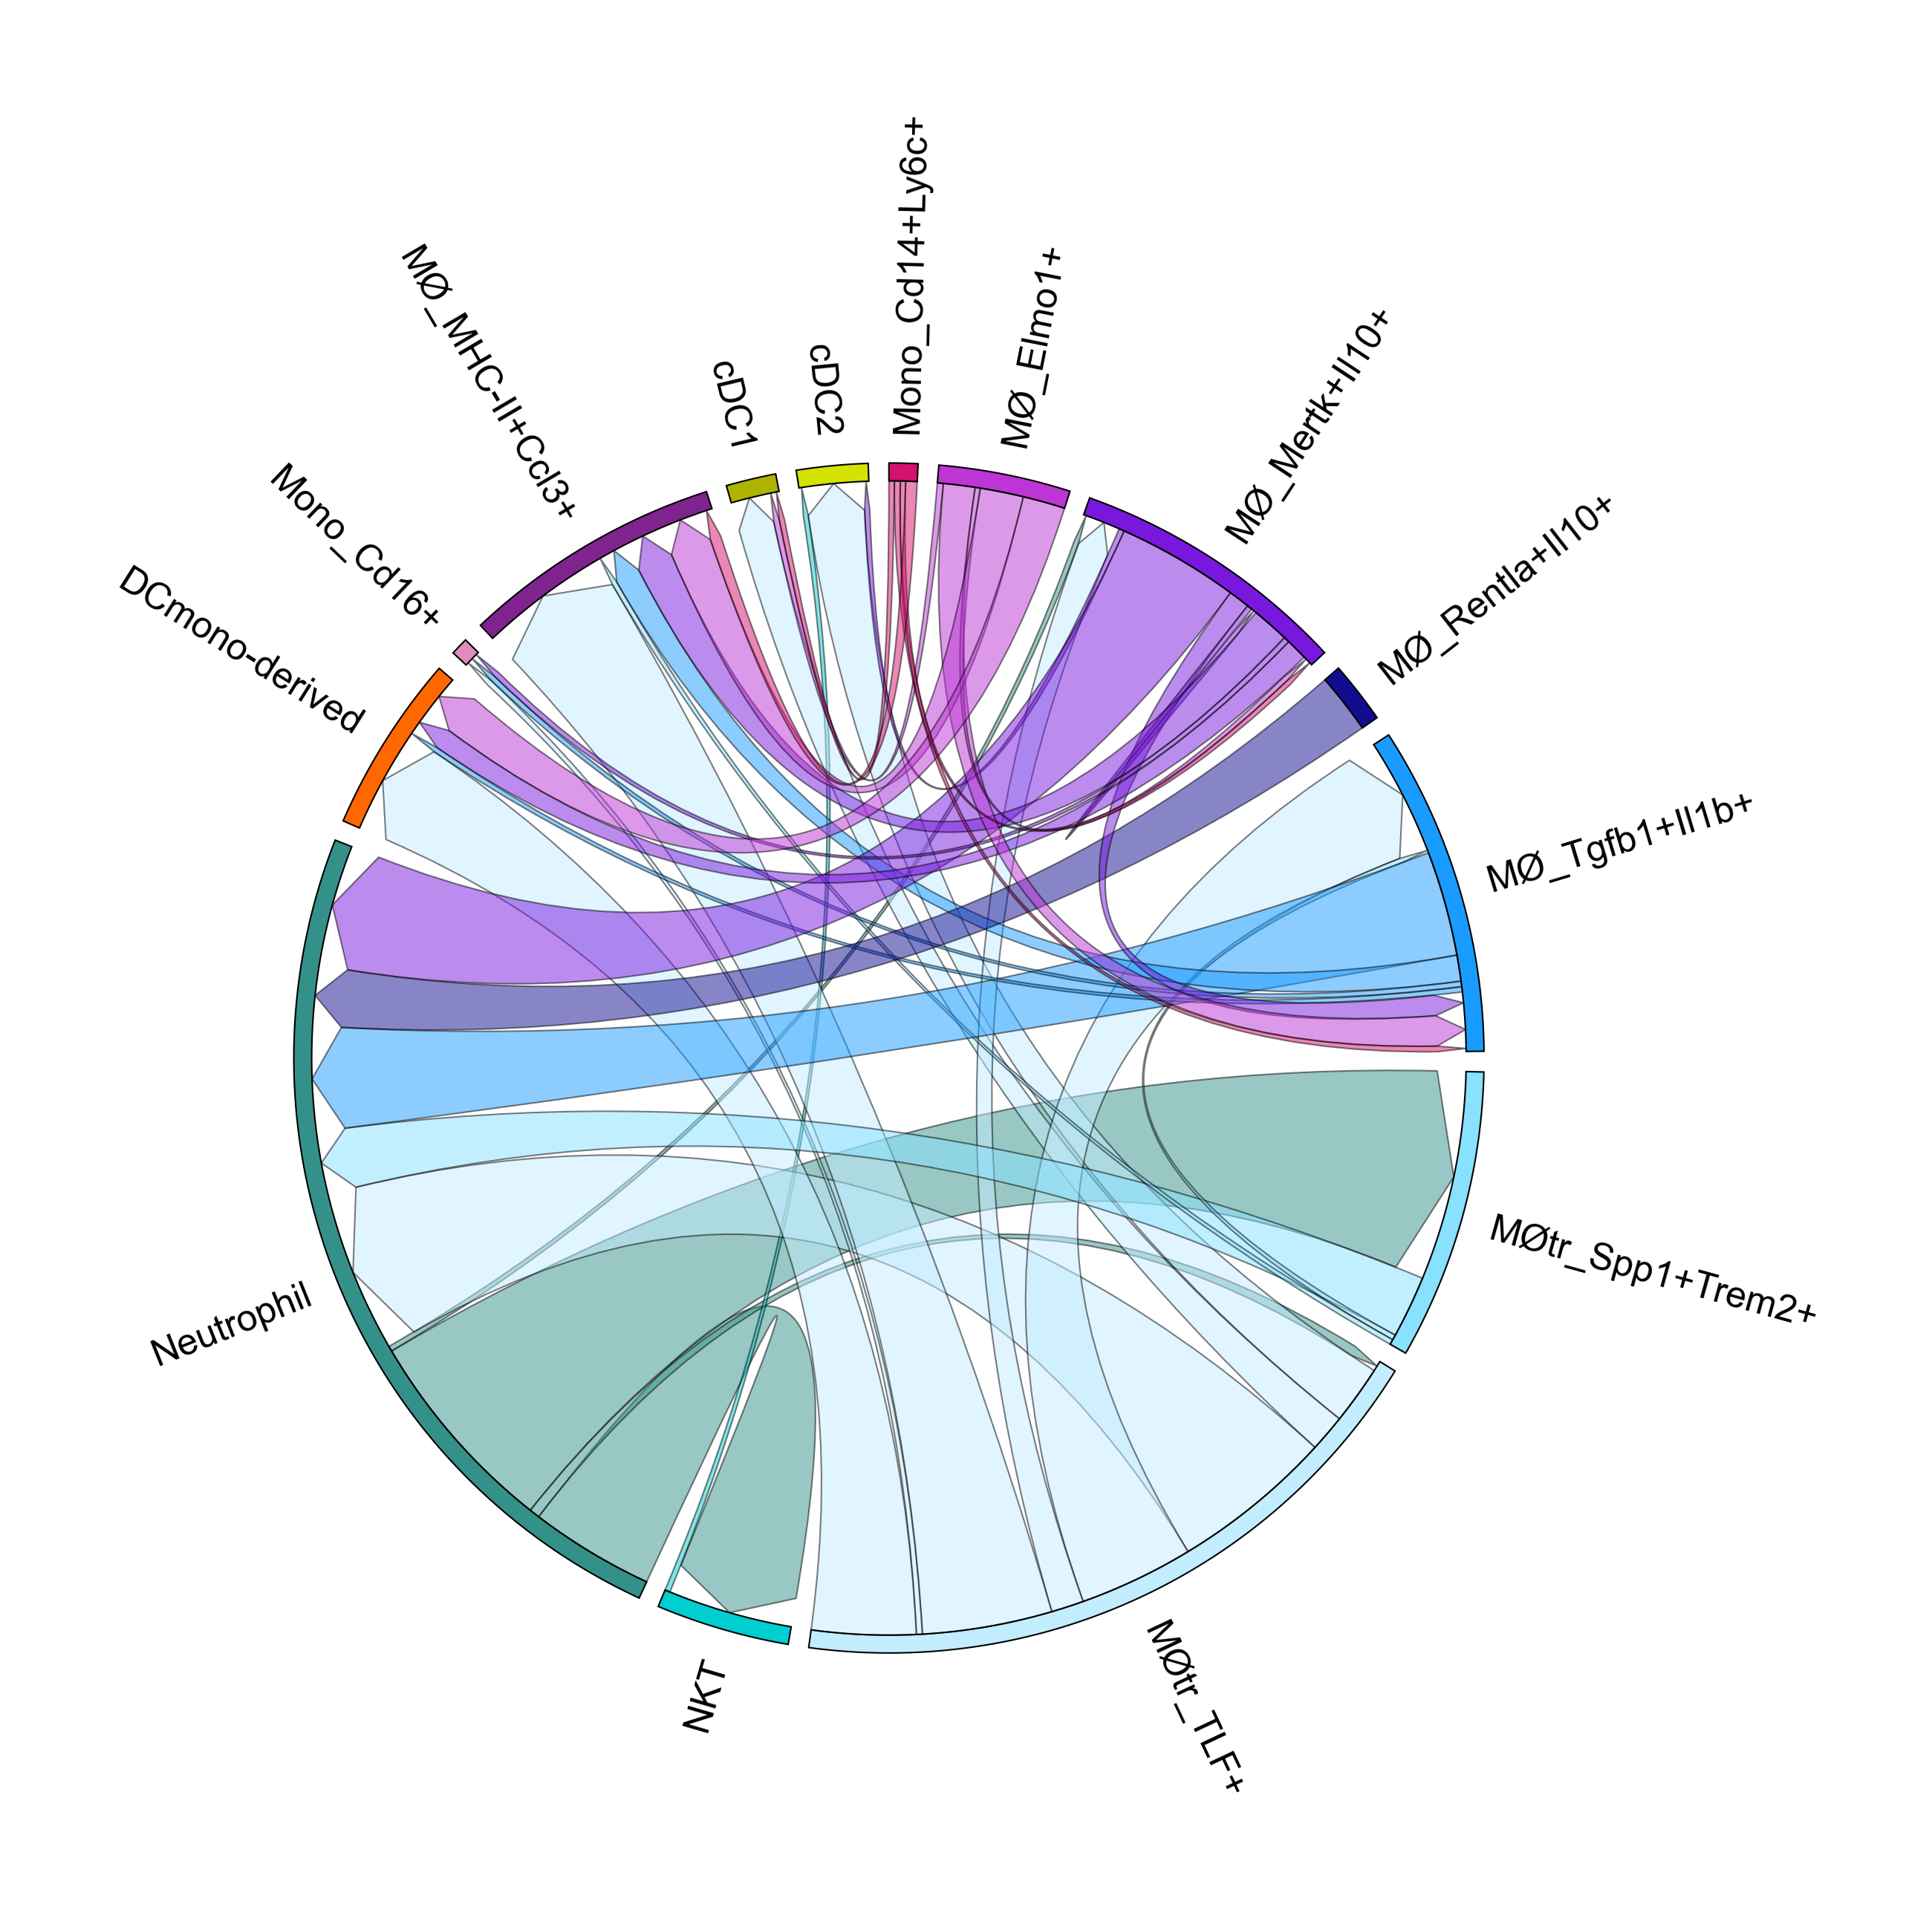 Mono_Cd14+Ly6c+
MØ_Elmo1+
MØ_Mertk+Il10+
MØ_Rentla+Il10+
MØ_Tgfb1+Il1b+
MØtr_Spp1+Trem2+
MØtr_TLF+
NKT
Neutrophil
DCmono-derived
Mono_Cd16+
MØ_MHC-II+Ccl3+
cDC1
cDC2